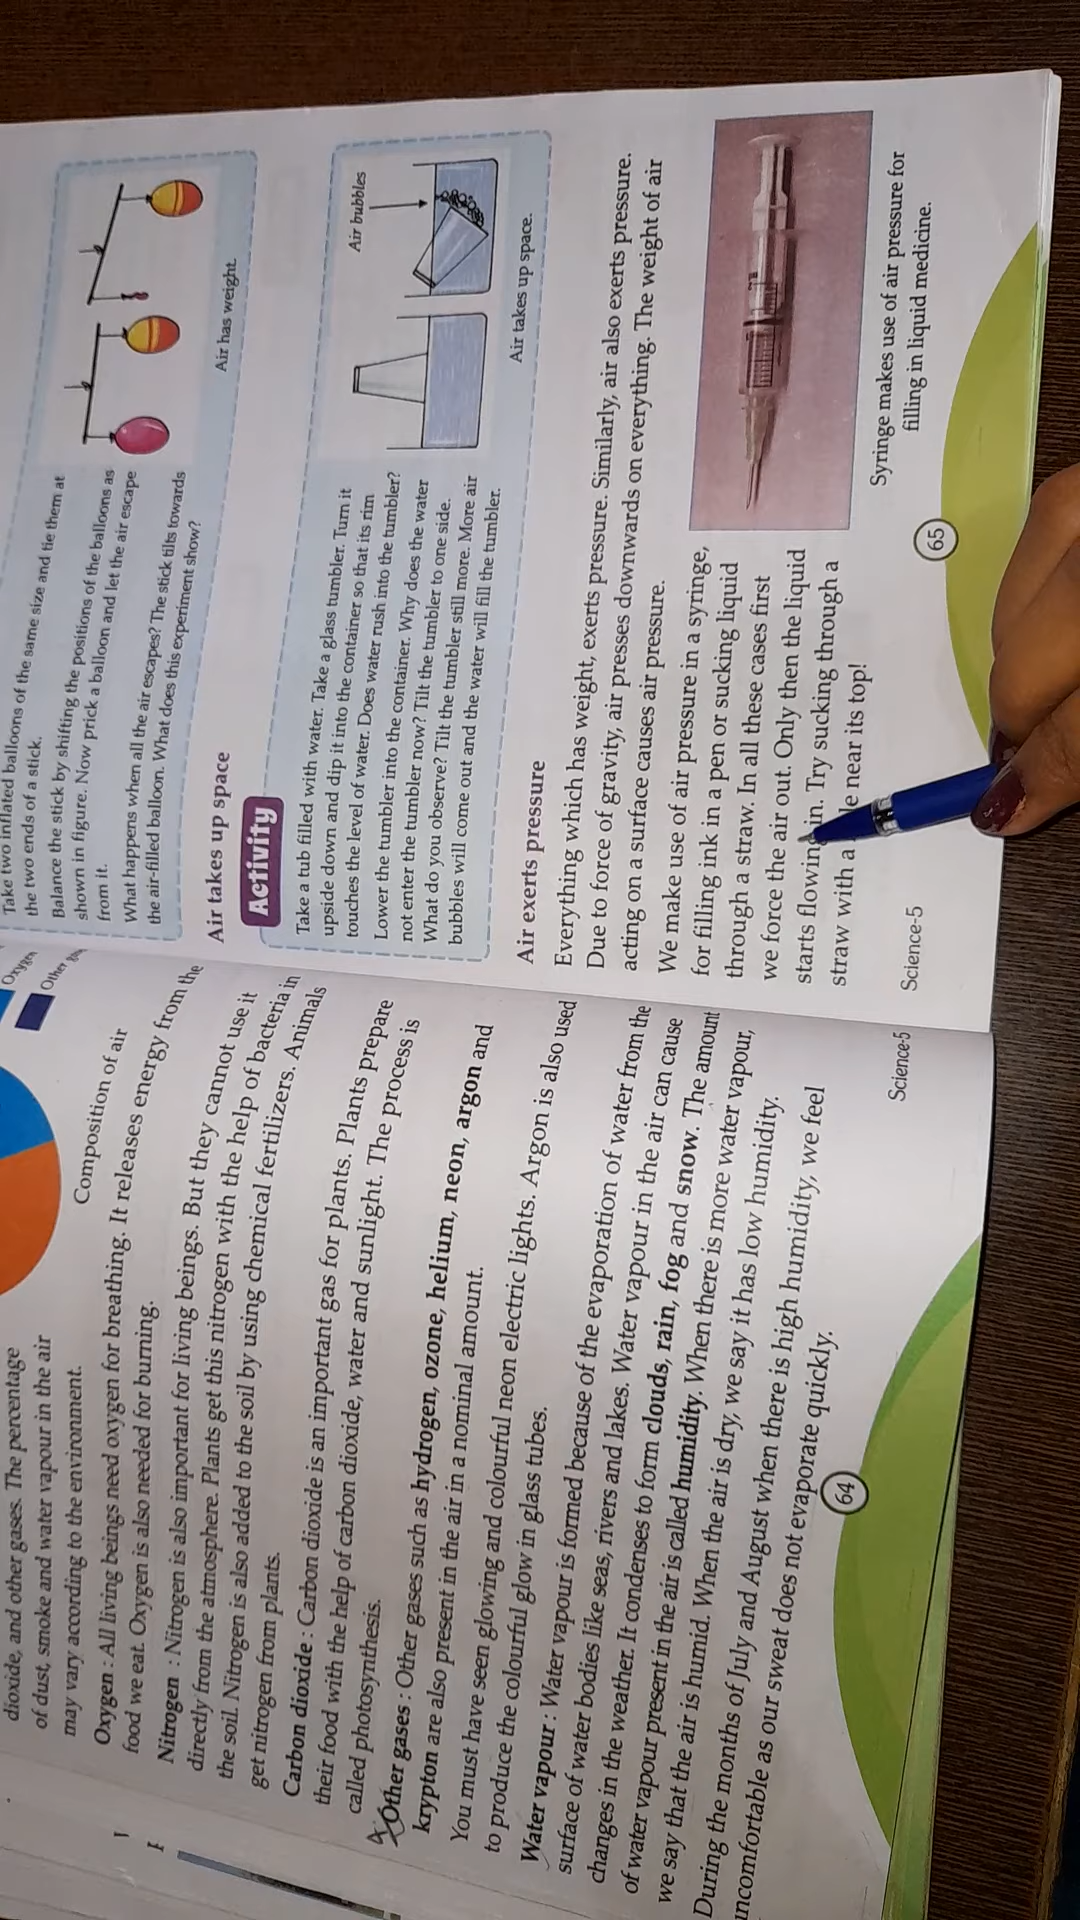 dioxide, and other gases. The percentage
of dust, smoke and water vapour in the air
may vary according to the environment.
Oxygen
Other
Composition of air
Oxygen : All living beings need oxygen for breathing. It releases energy from the
food we eat. Oxygen is also needed for burning.
Nitrogen : Nitrogen is also important for living beings. But they cannot use it
directly from the atmosphere. Plants get this nitrogen with the help of bacteria in
the soil. Nitrogen is also added to the soil by using chemical fertilizers. Animals
get nitrogen from plants.
Carbon dioxide : Carbon dioxide is an important gas for plants. Plants prepare
their food with the help of carbon dioxide, water and sunlight. The process is
called photosynthesis.
Other gases : Other gases such as hydrogen, ozone, helium, neon, argon and
krypton are also present in the air in a nominal amount.
You must have seen glowing and colourful neon electric lights. Argon is also used
to produce the colourful glow in glass tubes.
Water vapour : Water vapour is formed because of the evaporation of water from the
surface of water bodies like seas, rivers and lakes. Water vapour in the air can cause
changes in the weather. It condenses to form clouds, rain, fog and snow. The amount
of water vapour present in the air is called humidity. When there is more water vapour,
we say that the air is humid. When the air is dry, we say it has low humidity.
During the months of July and August when there is high humidity, we feel
uncomfortable as our sweat does not evaporate quickly.
64
Science-5
Take two inflated balloons of the same size and tie them at
the two ends of a stick.
Balance the stick by shifting the positions of the balloons as
shown in figure. Now prick a balloon and let the air escape
from it.
What happens when all the air escapes? The stick tilts towards
the air-filled balloon. What does this experiment show?
Air has weight.
Air takes up space
Activity
Take a tub filled with water. Take a glass tumbler. Turn it
upside down and dip it into the container so that its rim
touches the level of water. Does water rush into the tumbler?
Lower the tumbler into the container. Why does the water
not enter the tumbler now? Tilt the tumbler to one side.
What do you observe? Tilt the tumbler still more. More air
bubbles will come out and the water will fill the tumbler.
Air bubbles
Air takes up space.
Air exerts pressure
Everything which has weight, exerts pressure. Similarly, air also exerts pressure.
Due to force of gravity, air presses downwards on everything. The weight of air
acting on a surface causes air pressure.
We make use of air pressure in a syringe,
for filling ink in a pen or sucking liquid
through a straw. In all these cases first
we force the air out. Only then the liquid
starts flowing in. Try sucking through a
straw with a near its top!
Syringe makes use of air pressure for
filling in liquid medicine.
Science-5
65